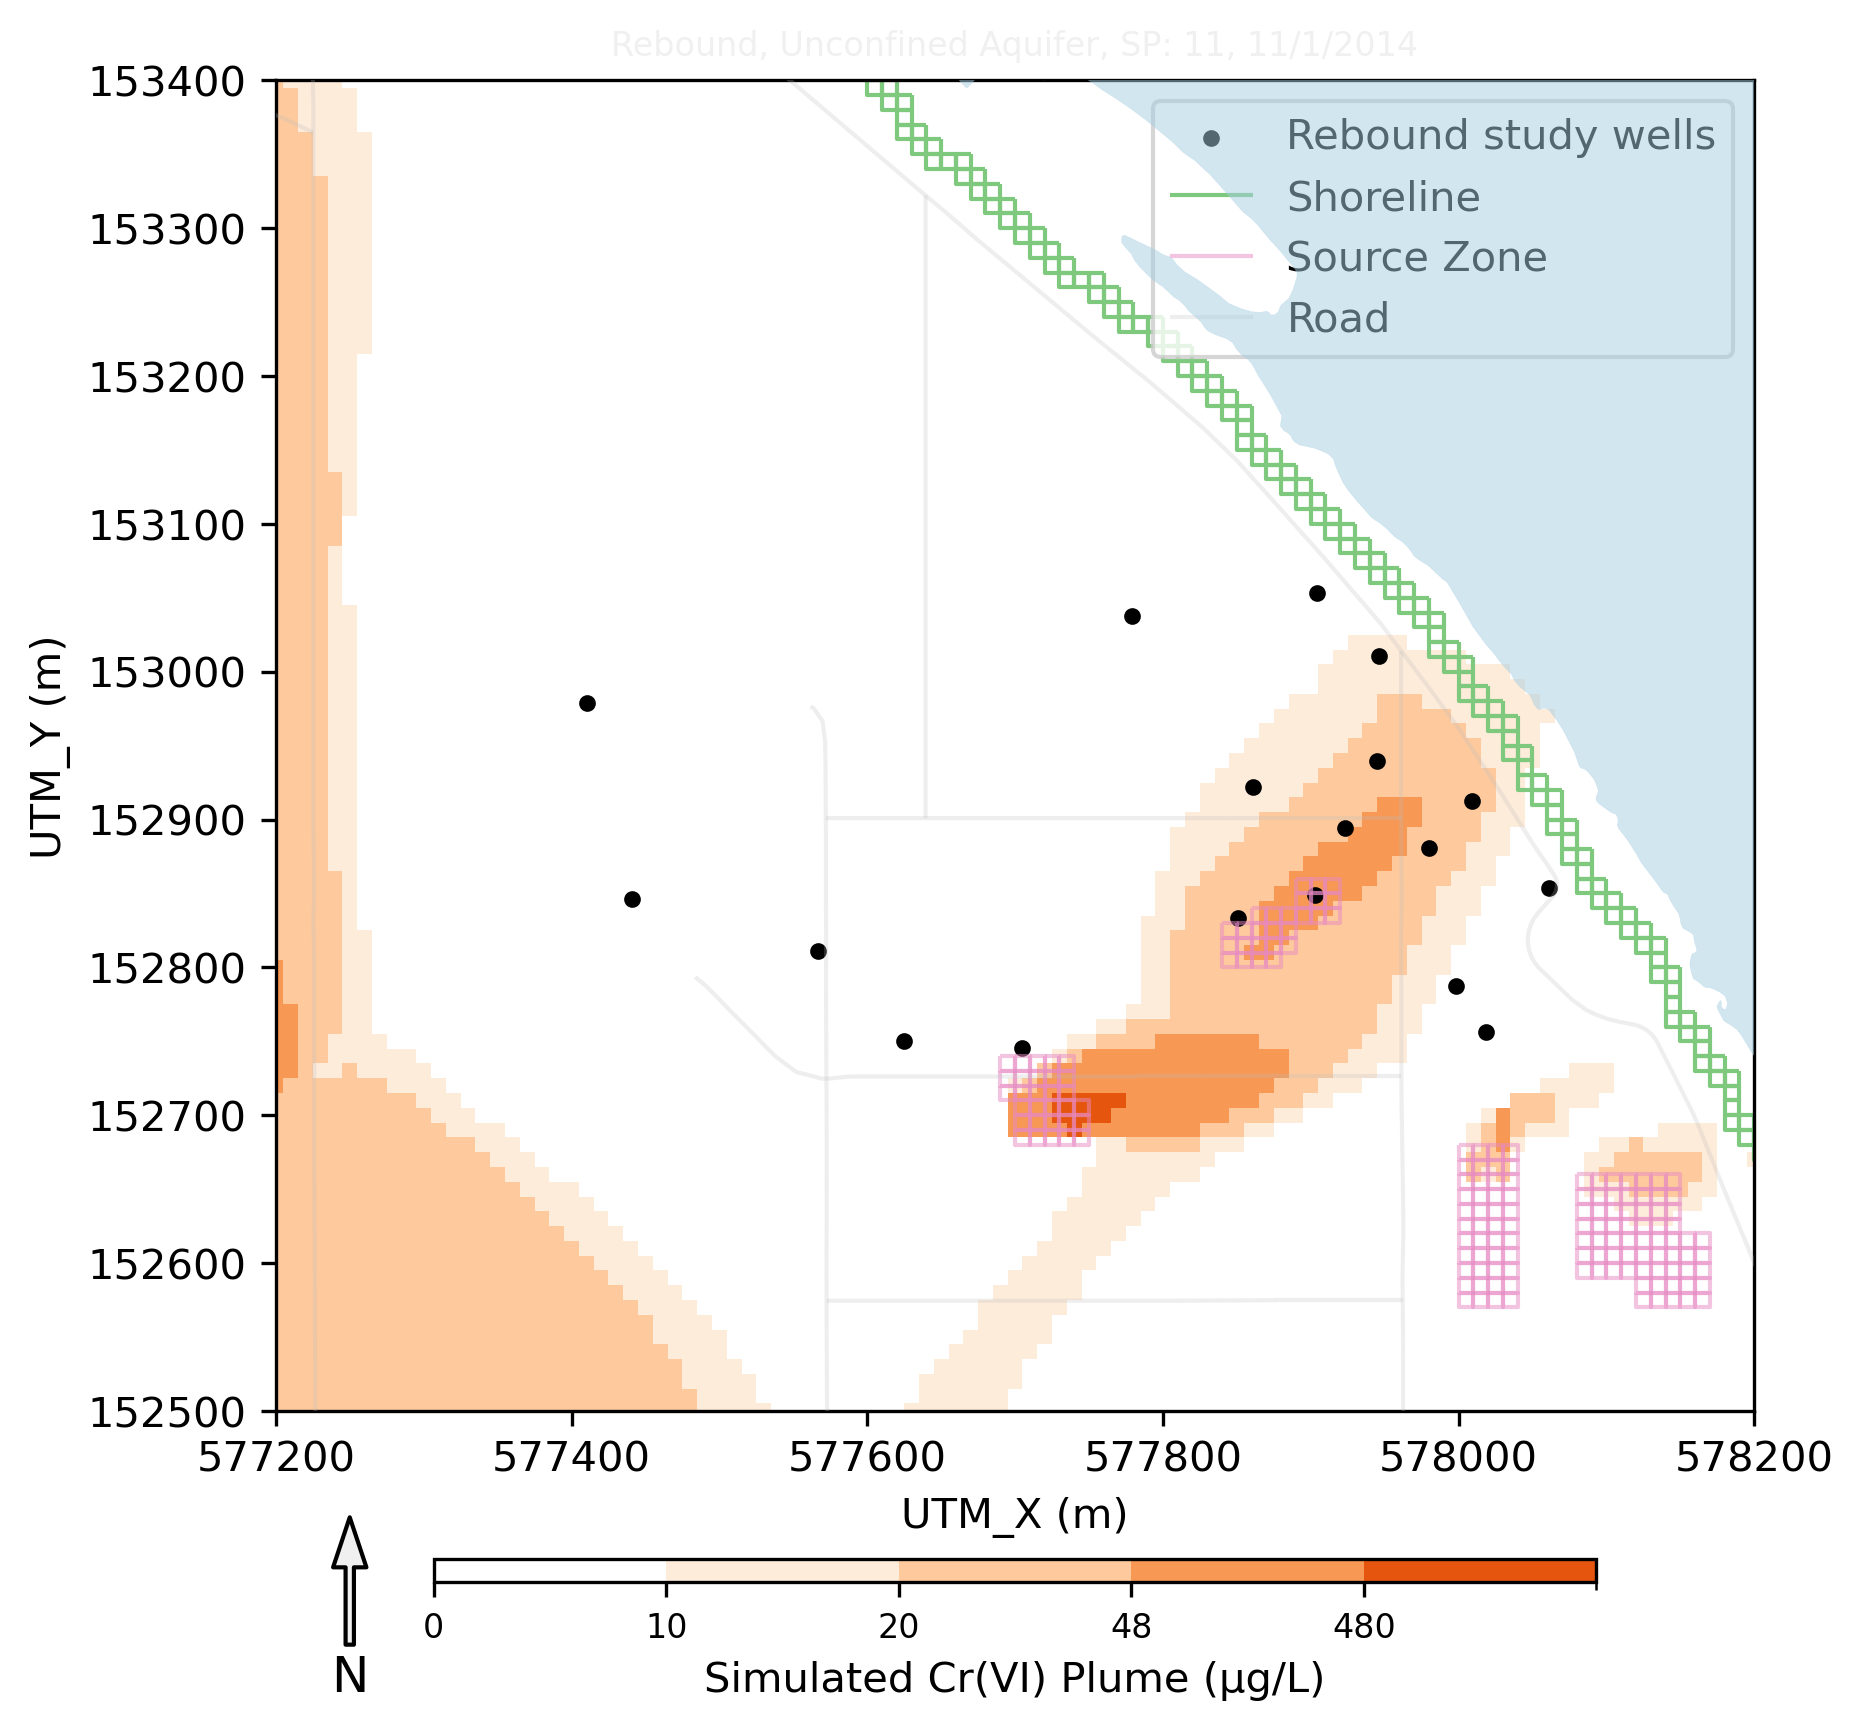 Rebound, Unconfined Aquifer, SP: 11, 11/1/2014
153400
153300
153200
153100
153000
152900
152800
152700
152600
152500
UTM_Y (m)
Rebound study wells
Shoreline
Source Zone
Road
577200 577400 577600 577800 578000 578200
UTM_X (m)
0 10 20 48 480
Simulated Cr(VI) Plume (μg/L)
N